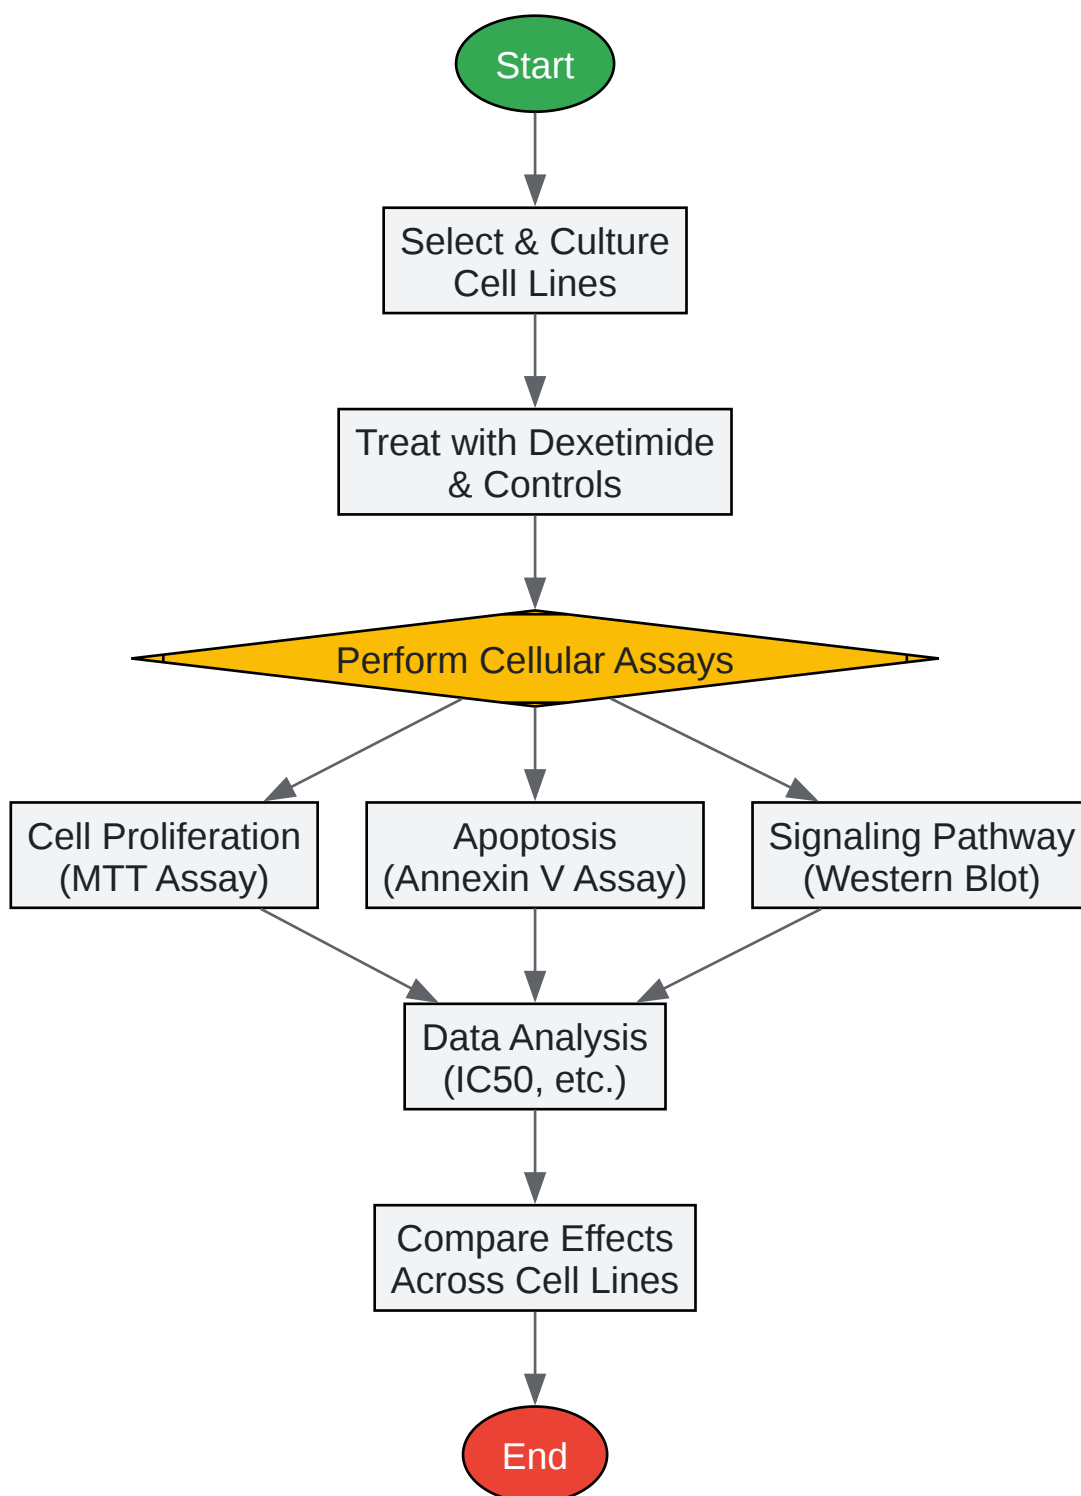 Start
Select & Culture
Cell Lines
Treat with Dexetimide
& Controls
Perform Cellular Assays
Cell Proliferation
(MTT Assay)
Apoptosis
(Annexin V Assay)
Signaling Pathway
(Western Blot)
Data Analysis
(IC50, etc.)
Compare Effects
Across Cell Lines
End